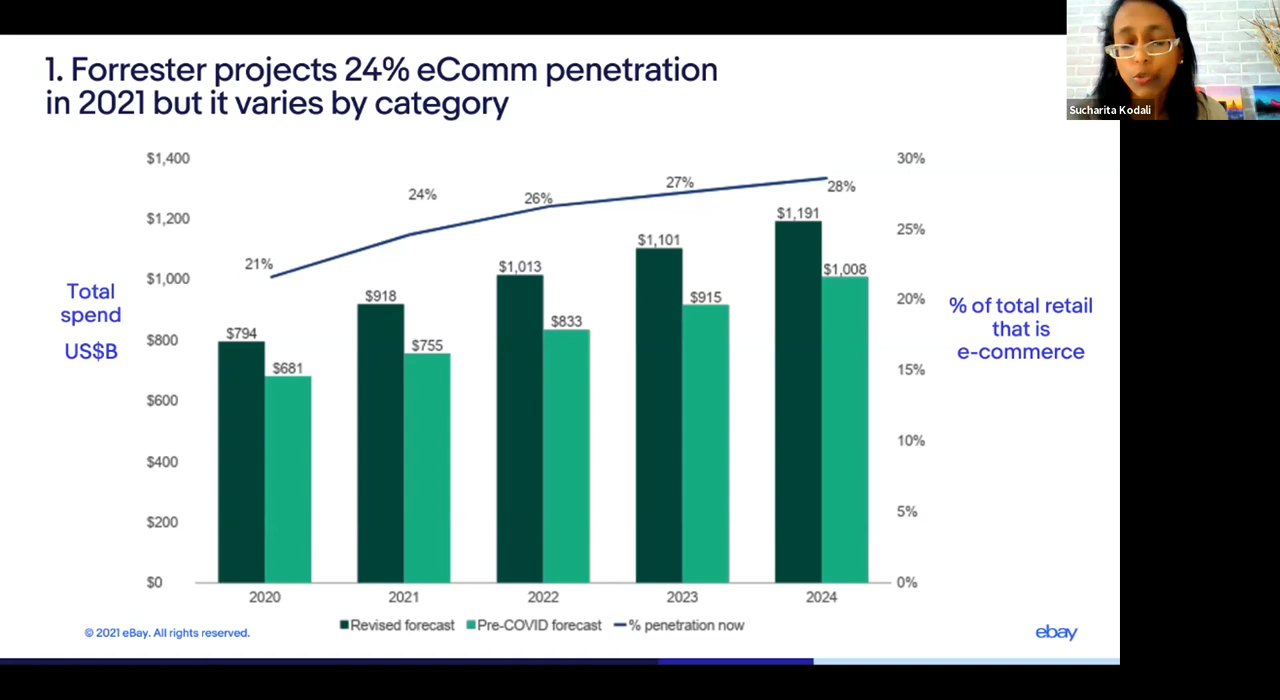 1. Forrester projects 24% eComm penetration
in 2021 but it varies by category
Sucharita Kodali
$1,400
$1,200
$1,000
$800
$600
$400
$200
$0
Total
spend
US$B
21%
24%
26%
27%
28%
$794
$681
$918
$755
$1,013
$833
$1,101
$915
$1,191
$1,008
30%
25%
20%
15%
10%
5%
0%
% of total retail
that is
e-commerce
2020 2021 2022 2023 2024
Revised forecast Pre-COVID forecast % penetration now
© 2021 eBay. All rights reserved.
ebay